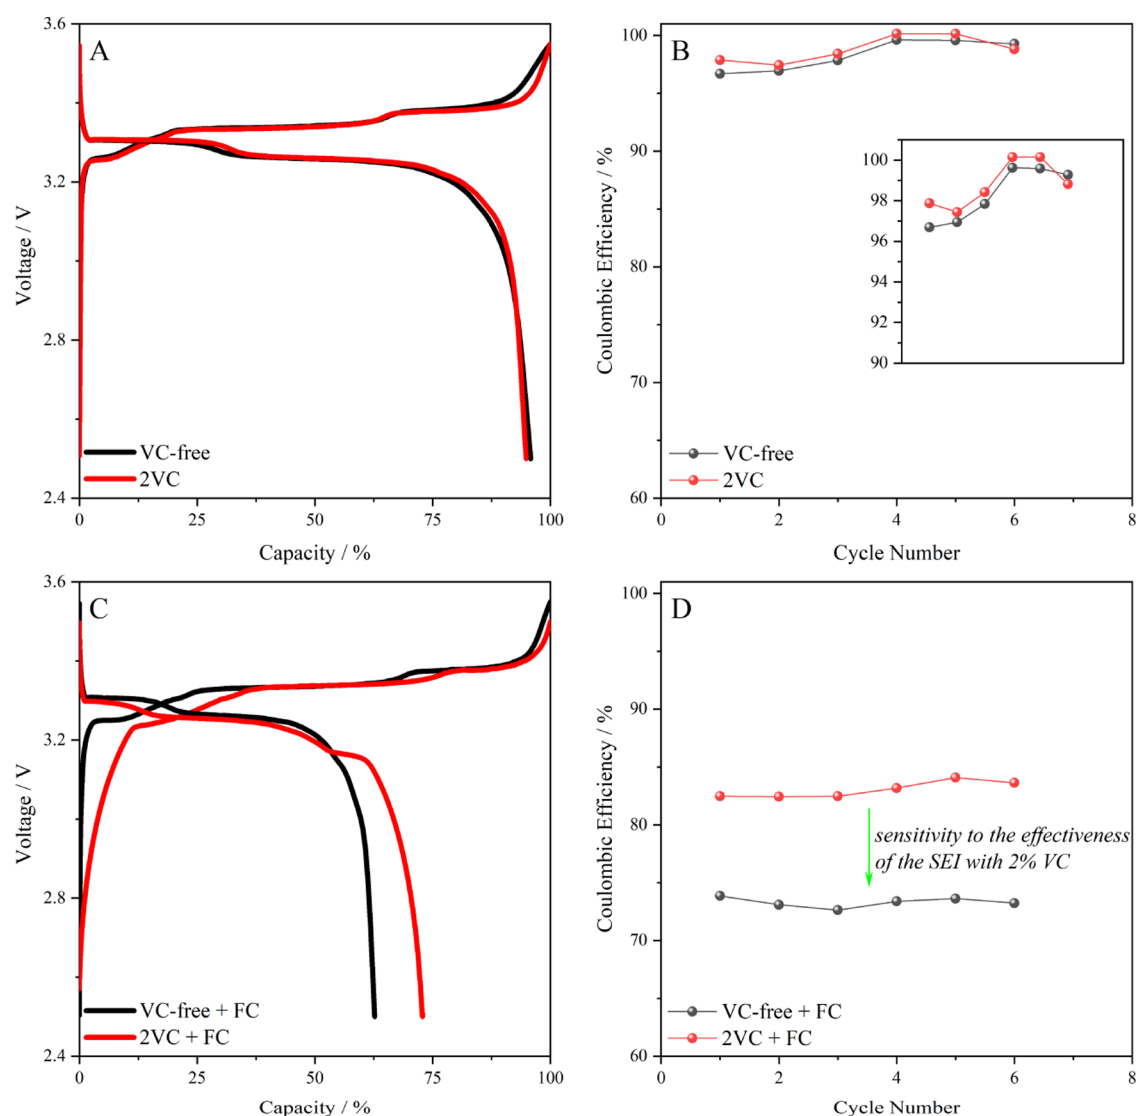 A
3.6
3.2
2.8
2.4
Voltage / V
VC-free
2VC
0
25
50
75
100
Capacity / %
B
100
90
80
70
60
Coulombic Efficiency / %
100
98
96
94
92
90
VC-free
2VC
0
2
4
6
8
Cycle Number
C
3.6
3.2
2.8
2.4
Voltage / V
VC-free + FC
2VC + FC
0
25
50
75
100
Capacity / %
D
100
90
80
70
60
Coulombic Efficiency / %
sensitivity to the effectiveness
of the SEI with 2% VC
VC-free + FC
2VC + FC
0
2
4
6
8
Cycle Number